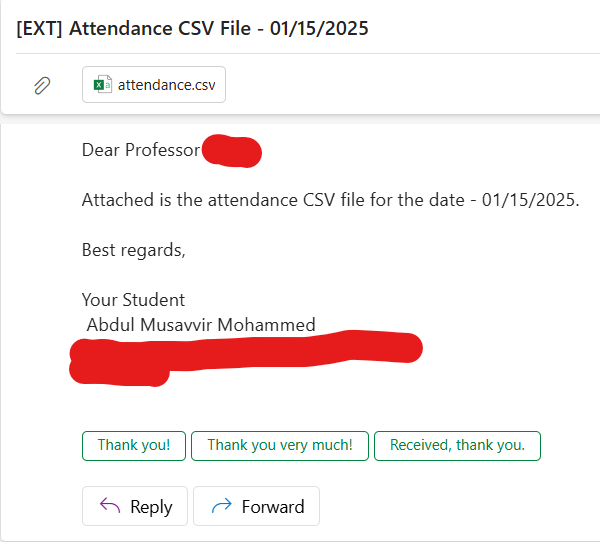 [EXT] Attendance CSV File - 01/15/2025
attendance.csv
Dear Professor
Attached is the attendance CSV file for the date - 01/15/2025.
Best regards,
Your Student
Abdul Musavvir Mohammed
Thank you! Thank you very much! Received, thank you.
Reply Forward